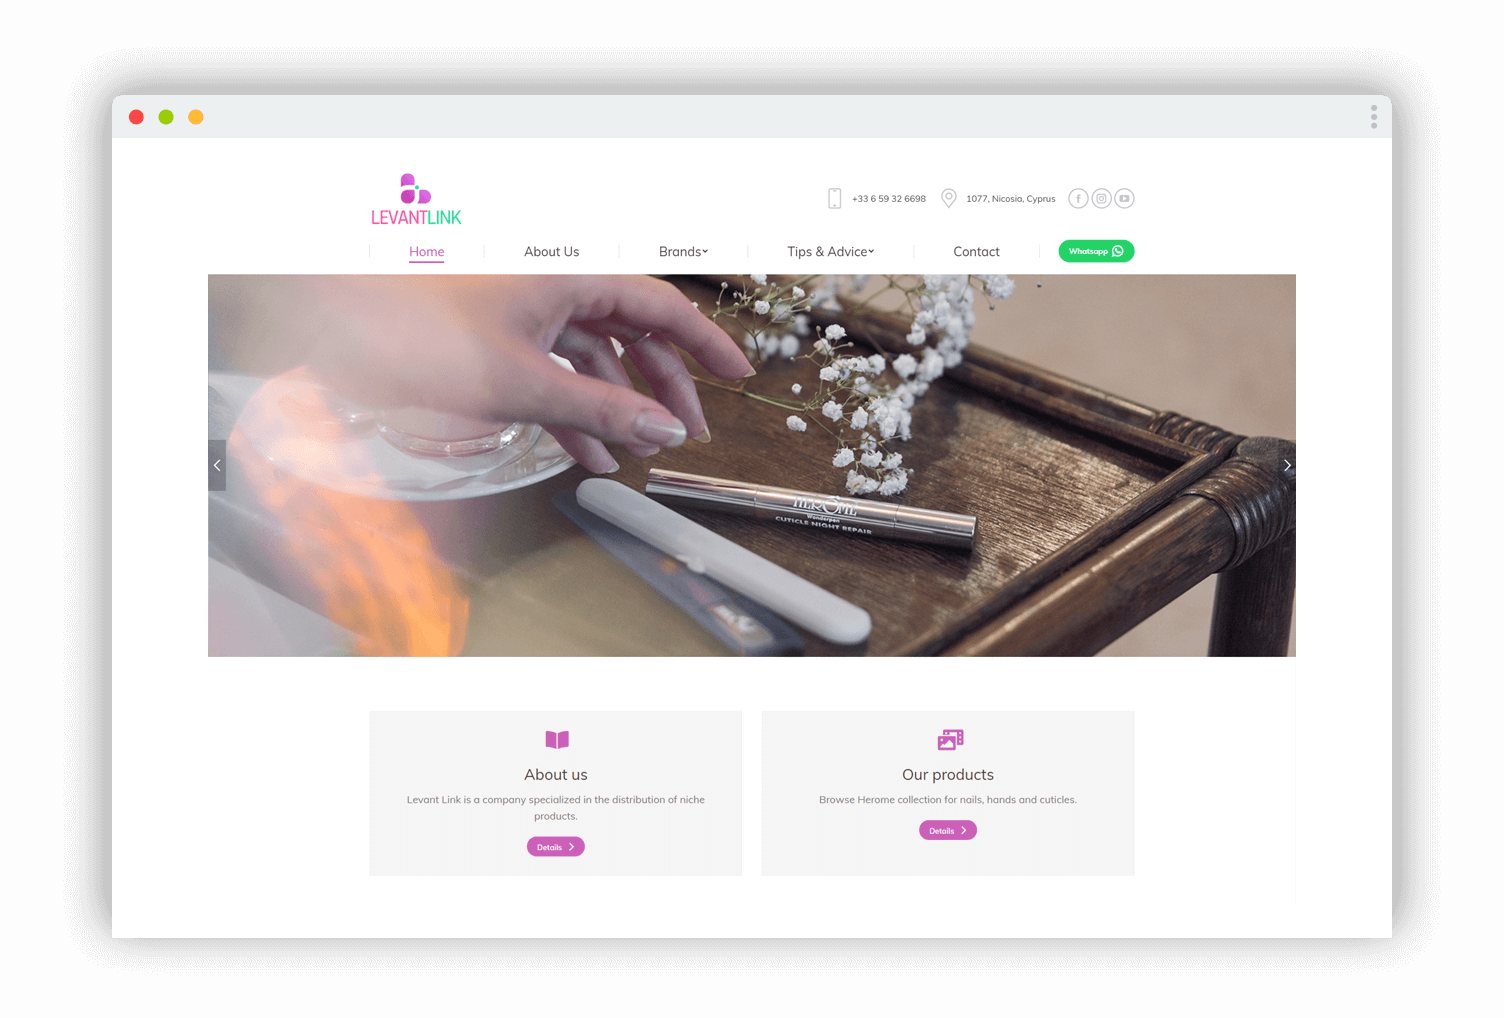 LEVANTLINK
+33 6 59 32 6698
1077, Nicosia, Cyprus
Home
About Us
Brands
Tips & Advice
Contact
Whatsapp
HERÔME
Wonderpen
CUTICLE NIGHT REPAIR
About us
Levant Link is a company specialized in the distribution of niche
products.
Details
Our products
Browse Herome collection for nails, hands and cuticles.
Details